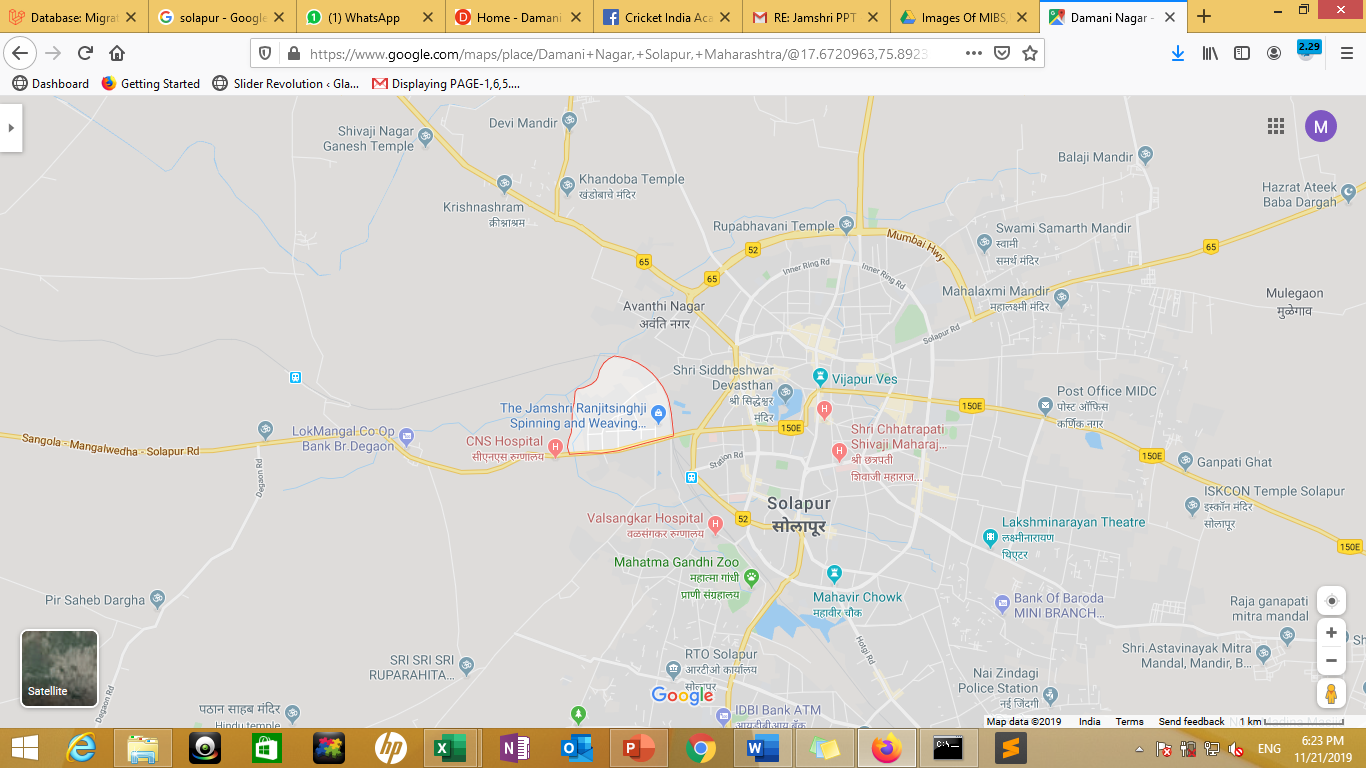 Database: Migrat
solapur - Google
(1) WhatsApp
Home - Damani
Cricket India Aca
RE: Jamshri PPT
Images Of MIBS,
Damani Nagar -
https://www.google.com/maps/place/Damani+Nagar,+Solapur,+Maharashtra/@17.6720963,75.8923
2.29
Dashboard
Getting Started
Slider Revolution ‹ Gla...
Displaying PAGE-1,6,5....
M
Devi Mandir
Shivaji Nagar
Ganesh Temple
Balaji Mandir
Khandoba Temple
खंडोबाचे मंदिर
Hazrat Ateek
Baba Dargah
Krishnashram
क्रीश्नाश्रम
Rupabhavani Temple
Swami Samarth Mandir
स्वामी
समर्थ मंदिर
Mumbai Hwy
52
65
65
65
Inner Ring Rd
Inner Ring Rd
Mahalaxmi Mandir
महालक्ष्मी मंदिर
Mulegaon
मुळेगाव
Avanthi Nagar
अवंति नगर
Solapur Rd
Shri Siddheshwar
Devasthan
श्री सिद्धेश्वर
मंदिर
Vijapur Ves
Post Office MIDC
पोस्ट ऑफिस
कर्णिक नगर
The Jamshri Ranjitsinghji
Spinning and Weaving...
150E
150E
150E
150E
LokMangal Co Op
Bank Br.Degaon
CNS Hospital
सीएनएस रुग्णालय
Shri Chhatrapati
Shivaji Maharaj...
श्री छत्रपती
शिवाजी महाराज...
Sangola - Mangalwedha - Solapur Rd
Degaon Rd
Station Rd
Ganpati Ghat
ISKCON Temple Solapur
इस्कॉन मंदिर
सोलापूर
Solapur
सोलापूर
Valsangkar Hospital
वळसंगकर रुग्णालय
52
Lakshminarayan Theatre
लक्ष्मीनारायण
थिएटर
Mahatma Gandhi Zoo
महात्मा गांधी
प्राणी संग्रहालय
Mahavir Chowk
महावीर चौक
Pir Saheb Dargha
Bank Of Baroda
MINI BRANCH...
Raja ganapati
mitra mandal
Hotgi Rd
Shri.Astavinayak Mitra
Mandal, Mandir, B...
Sh
RTO Solapur
आरटीओ कार्यालय
सोलापुर
SRI SRI SRI
RUPARAHITA...
Nai Zindagi
Police Station
नई जिंदगी
Satellite
Degaon Rd
पठान साहब मंदिर
Hindu temple
Google
IDBI Bank ATM
आयडीबीआय बँक
Map data ©2019
India
Terms
Send feedback
1 km
ENG
6:23 PM
11/21/2019